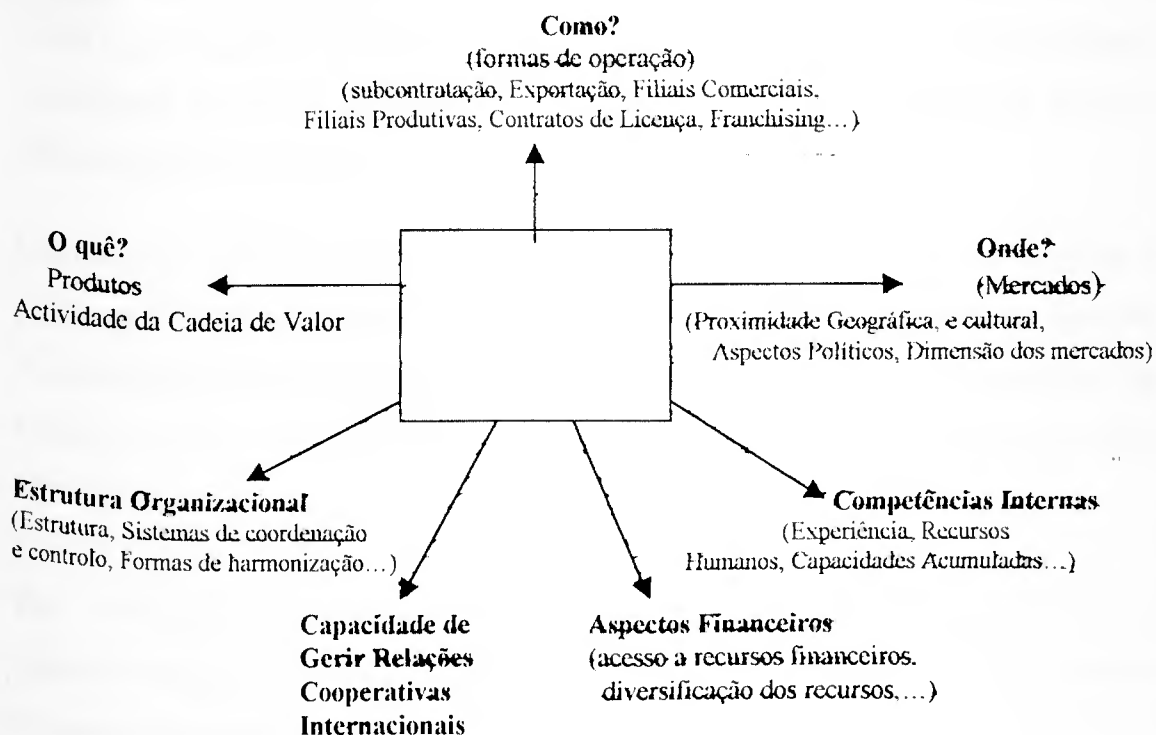 Como?
(formas de operação)
(subcontratação, Exportação, Filiais Comerciais,
Filiais Produtivas, Contratos de Licença, Franchising...)
O quê?
Produtos
Actividade da Cadeia de Valor
Onde?
(Mercados)
(Proximidade Geográfica, e cultural,
Aspectos Políticos, Dimensão dos mercados)
Estrutura Organizacional
(Estrutura, Sistemas de coordenação
e controlo, Formas de harmonização...)
Competências Internas
(Experiência, Recursos
Humanos, Capacidades Acumuladas...)
Capacidade de
Gerir Relações
Cooperativas
Internacionais
Aspectos Financeiros
(acesso a recursos financeiros,
diversificação dos recursos,...)